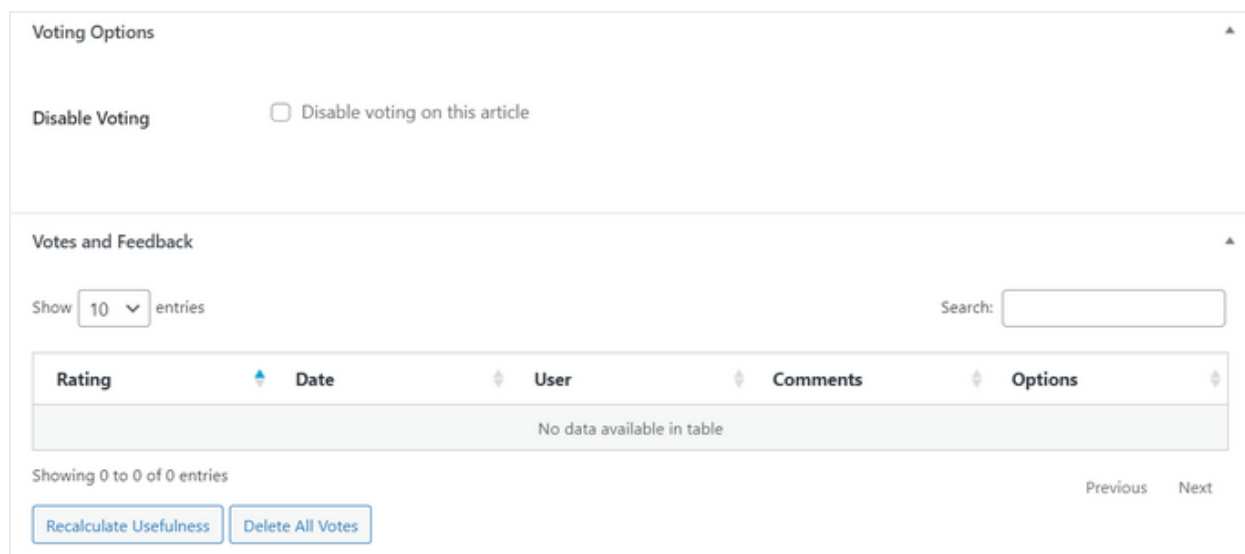 Voting Options
Disable Voting Disable voting on this article
Votes and Feedback
Show 10 entries Search:
Rating Date User Comments Options
No data available in table
Showing 0 to 0 of 0 entries
Previous Next
Recalculate Usefulness Delete All Votes